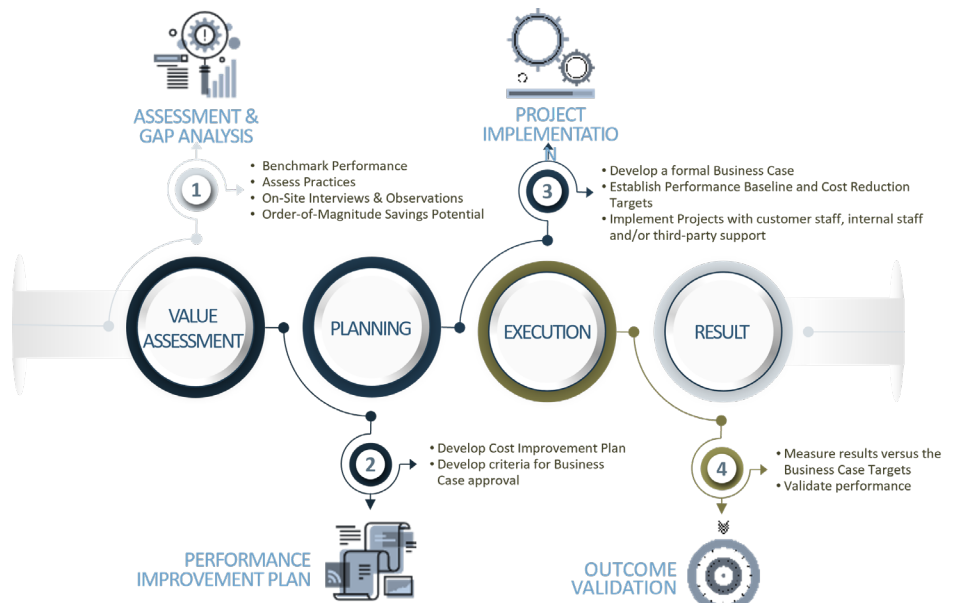 ASSESSMENT &
GAP ANALYSIS
1
• Benchmark Performance
• Assess Practices
• On-Site Interviews & Observations
• Order-of-Magnitude Savings Potential
PROJECT
IMPLEMENTATIO
N
3
• Develop a formal Business Case
• Establish Performance Baseline and Cost Reduction
Targets
• Implement Projects with customer staff, internal staff
and/or third-party support
VALUE
ASSESSMENT
PLANNING
EXECUTION
RESULT
2
• Develop Cost Improvement Plan
• Develop criteria for Business
Case approval
4
• Measure results versus the
Business Case Targets
• Validate performance
PERFORMANCE
IMPROVEMENT PLAN
OUTCOME
VALIDATION